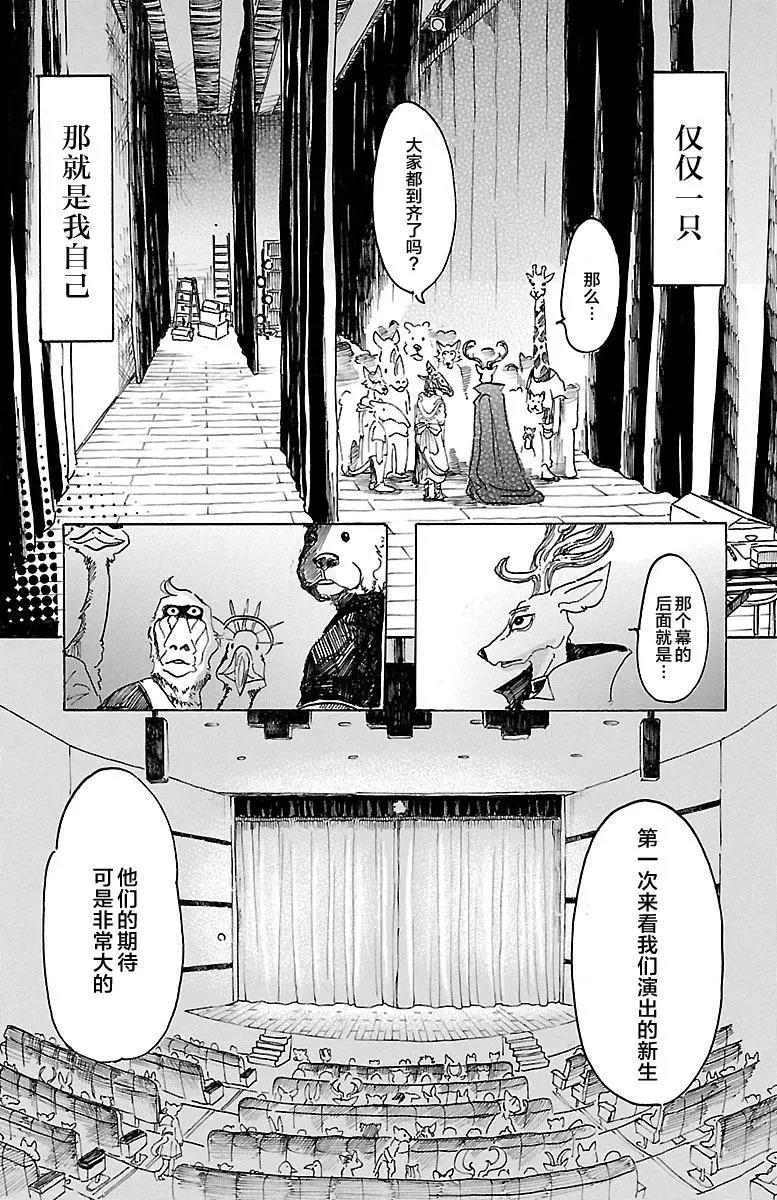 仅仅一只
那么…
大家都到齐了吗？
那就是我自己
那个幕的
后面就是…
第一次来看我们演出的新生
他们的期待
可是非常大的